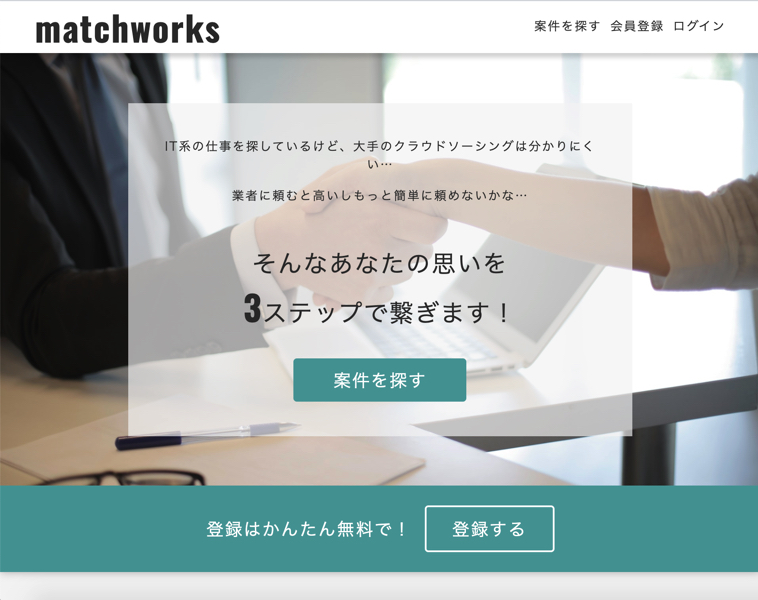 matchworks
案件を探す 会員登録 ログイン
IT系の仕事を探しているけど、大手のクラウドソーシングは分かりにく
い…
業者に頼むと高いしもっと簡単に頼めないかな…
そんなあなたの思いを
3ステップで繋ぎます！
案件を探す
登録はかんたん無料で！ 登録する